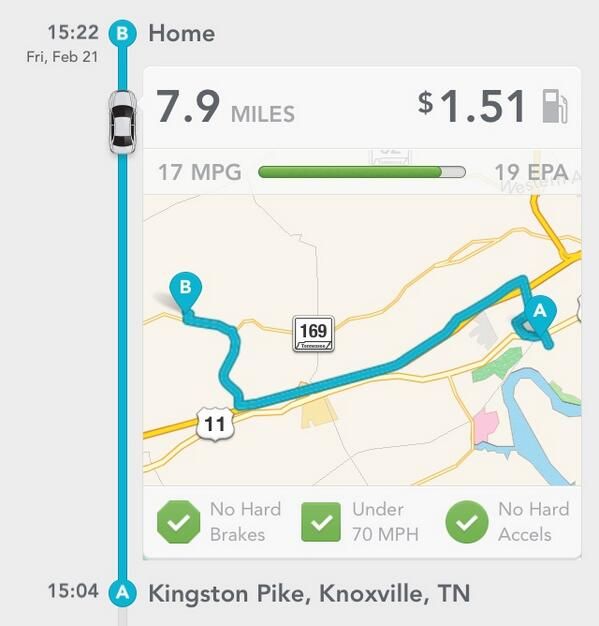 15:22 B Home
Fri, Feb 21
7.9 MILES $1.51
17 MPG 19 EPA
Western A
B
A
169
Tennessee
11
No Hard Brakes
Under 70 MPH
No Hard Accels
15:04 A Kingston Pike, Knoxville, TN